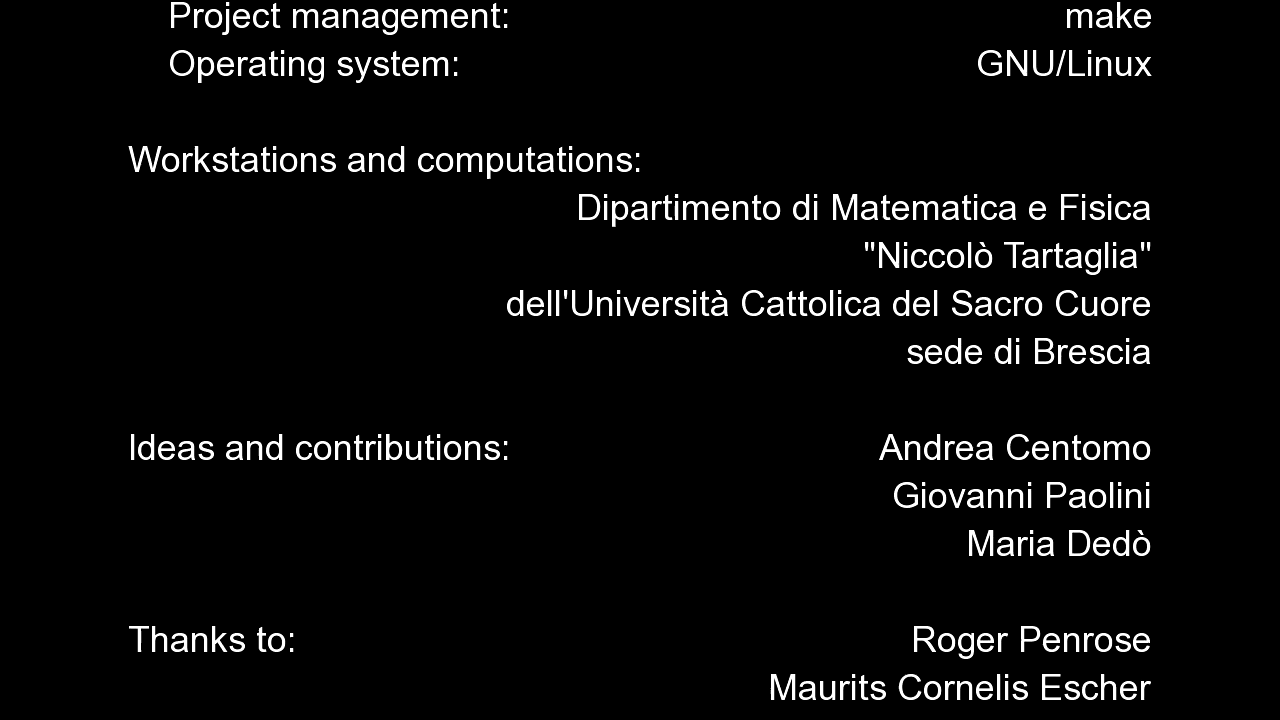 Project management: make
Operating system: GNU/Linux
Workstations and computations:
Dipartimento di Matematica e Fisica
"Niccolò Tartaglia"
dell'Università Cattolica del Sacro Cuore
sede di Brescia
Ideas and contributions: Andrea Centomo
Giovanni Paolini
Maria Dedò
Thanks to: Roger Penrose
Maurits Cornelis Escher